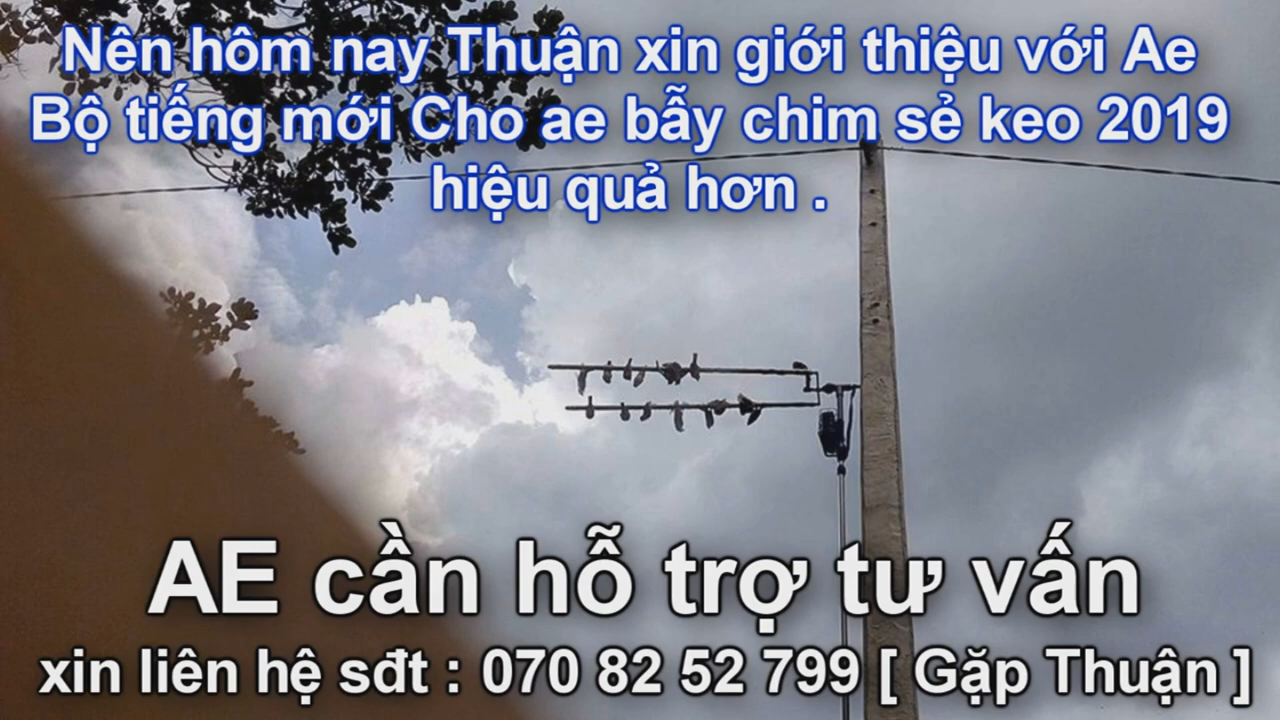 Nên hôm nay Thuận xin giới thiệu với Ae
Bộ tiếng mới Cho ae bẫy chim sẻ keo 2019
hiệu quả hơn .
AE cần hỗ trợ tư vấn
xin liên hệ sđt : 070 82 52 799 [ Gặp Thuận ]